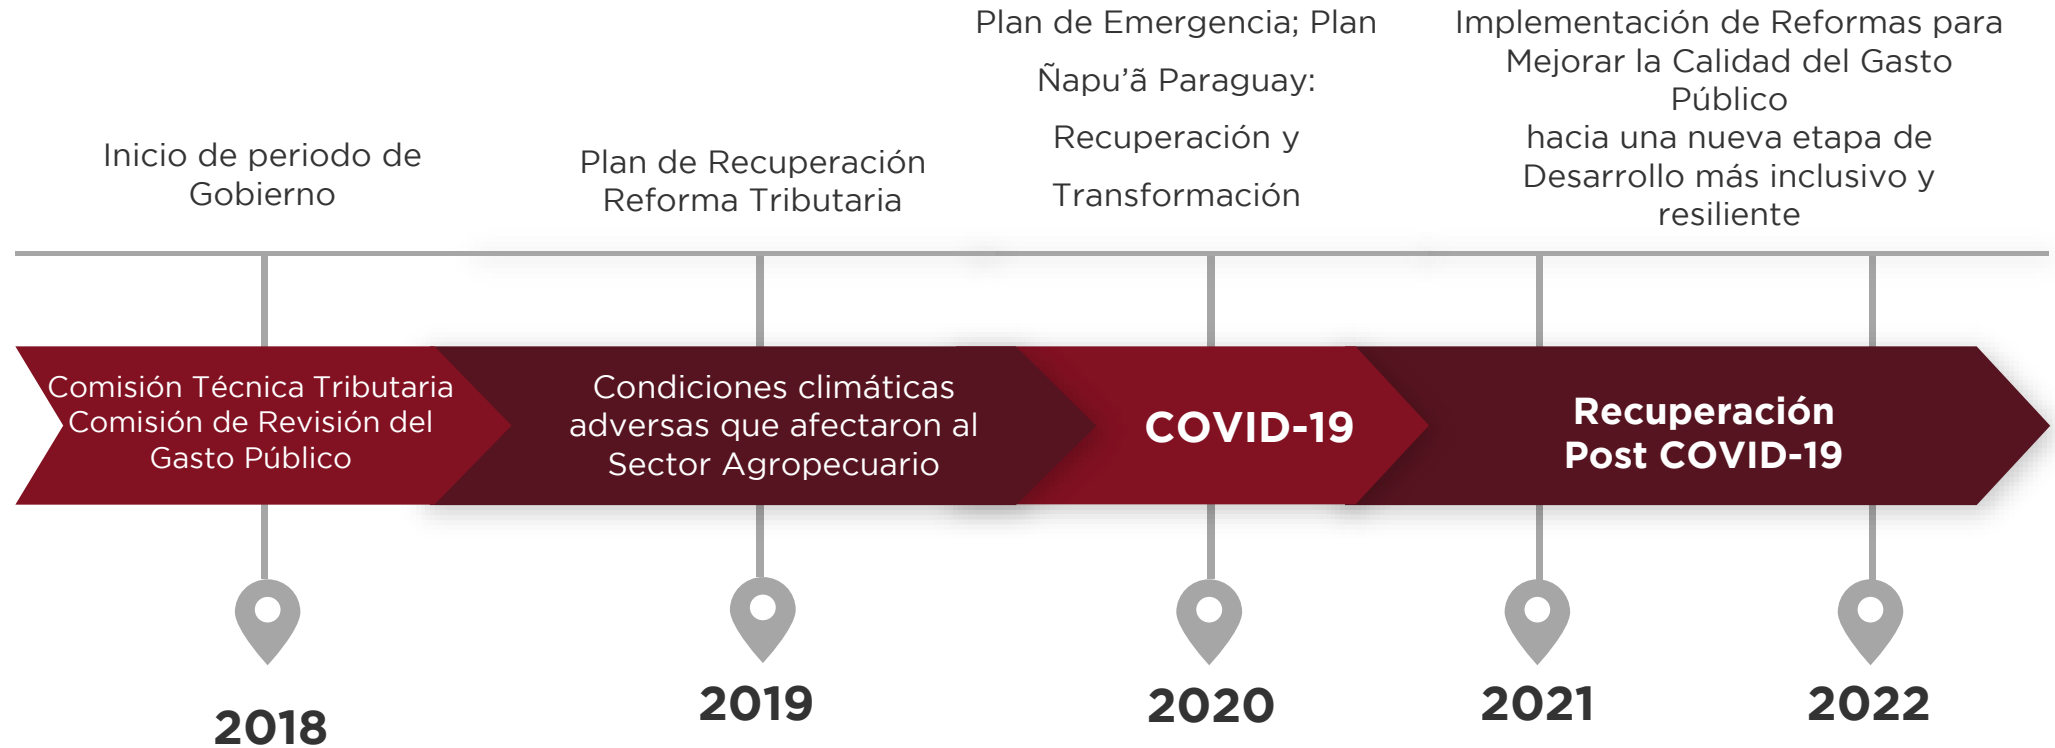 Inicio de periodo de
Gobierno
Plan de Recuperación
Reforma Tributaria
Plan de Emergencia; Plan
Ñapu'ã Paraguay:
Recuperación y
Transformación
Implementación de Reformas para
Mejorar la Calidad del Gasto
Público
hacia una nueva etapa de
Desarrollo más inclusivo y
resiliente
Comisión Técnica Tributaria
Comisión de Revisión del
Gasto Público
Condiciones climáticas
adversas que afectaron al
Sector Agropecuario
COVID-19
Recuperación
Post COVID-19
2018
2019
2020
2021
2022